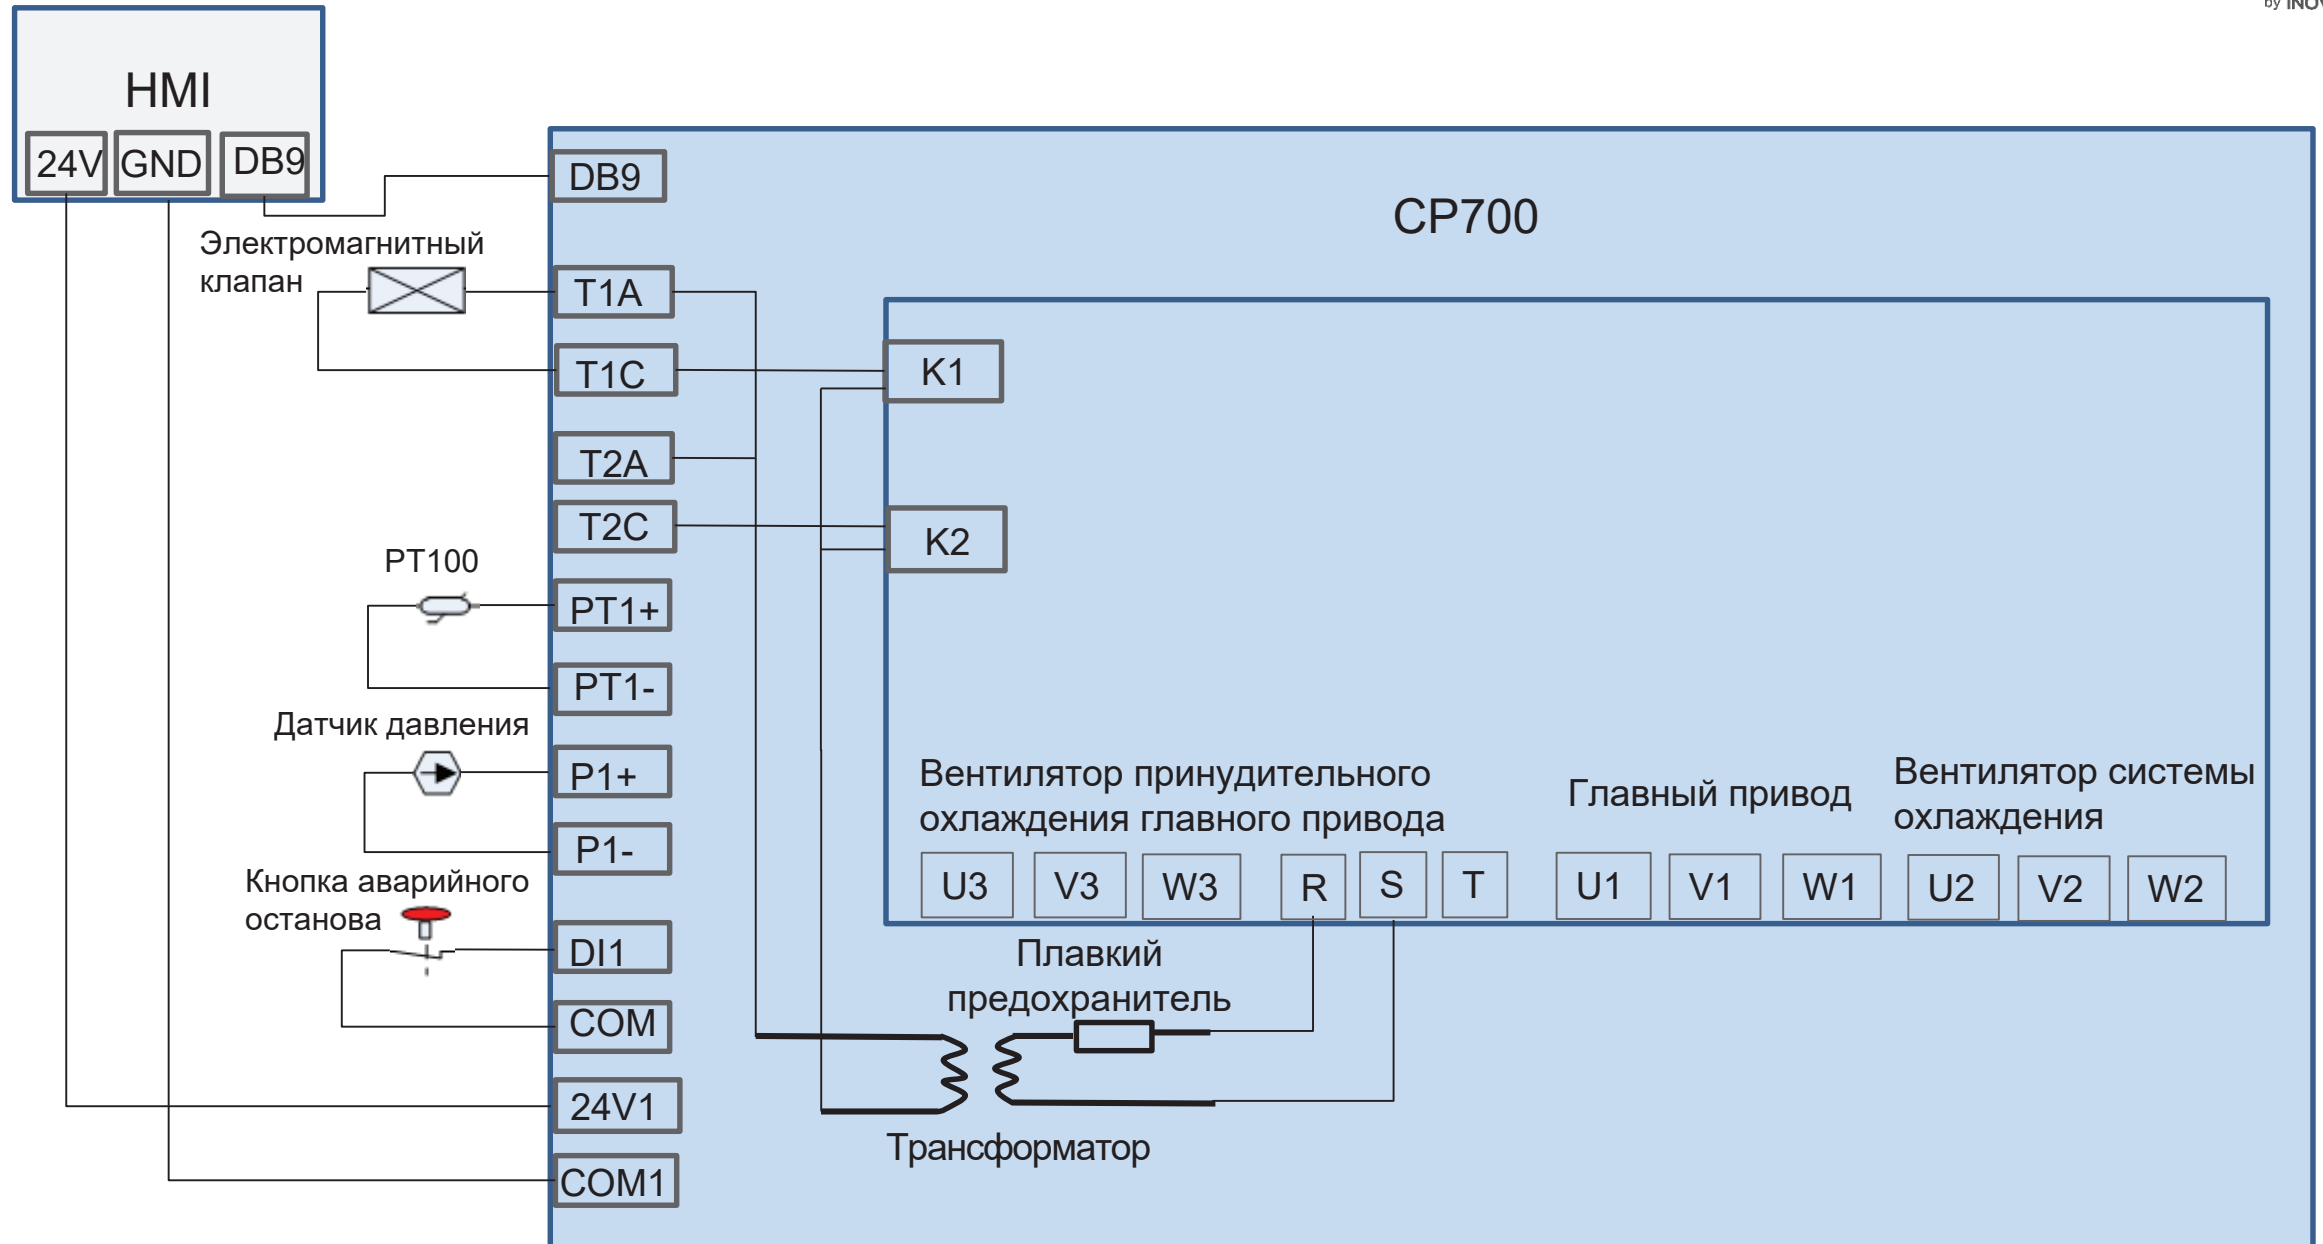 by
HMI
24V GND DB9
DB9
CP700
Электромагнитный
клапан
T1A
T1C
K1
T2A
T2C
K2
PT100
PT1+
PT1-
Датчик давления
P1+
P1-
Вентилятор принудительного
охлаждения главного привода
Главный привод
Вентилятор системы
охлаждения
U3 V3 W3 R S T U1 V1 W1 U2 V2 W2
Кнопка аварийного
останова
DI1
COM
Плавкий
предохранитель
24V1
Трансформатор
COM1